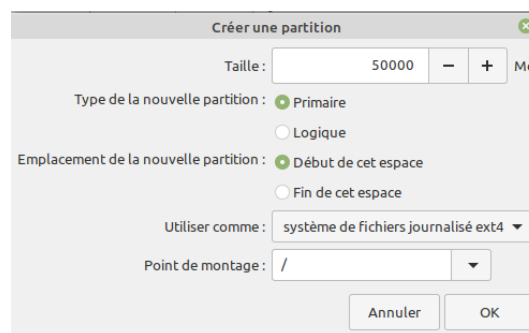 Créer une partition
Taille : 50000 − + Mo
Type de la nouvelle partition : Primaire
Logique
Emplacement de la nouvelle partition : Début de cet espace
Fin de cet espace
Utiliser comme : système de fichiers journalisé ext4
Point de montage : /
Annuler OK